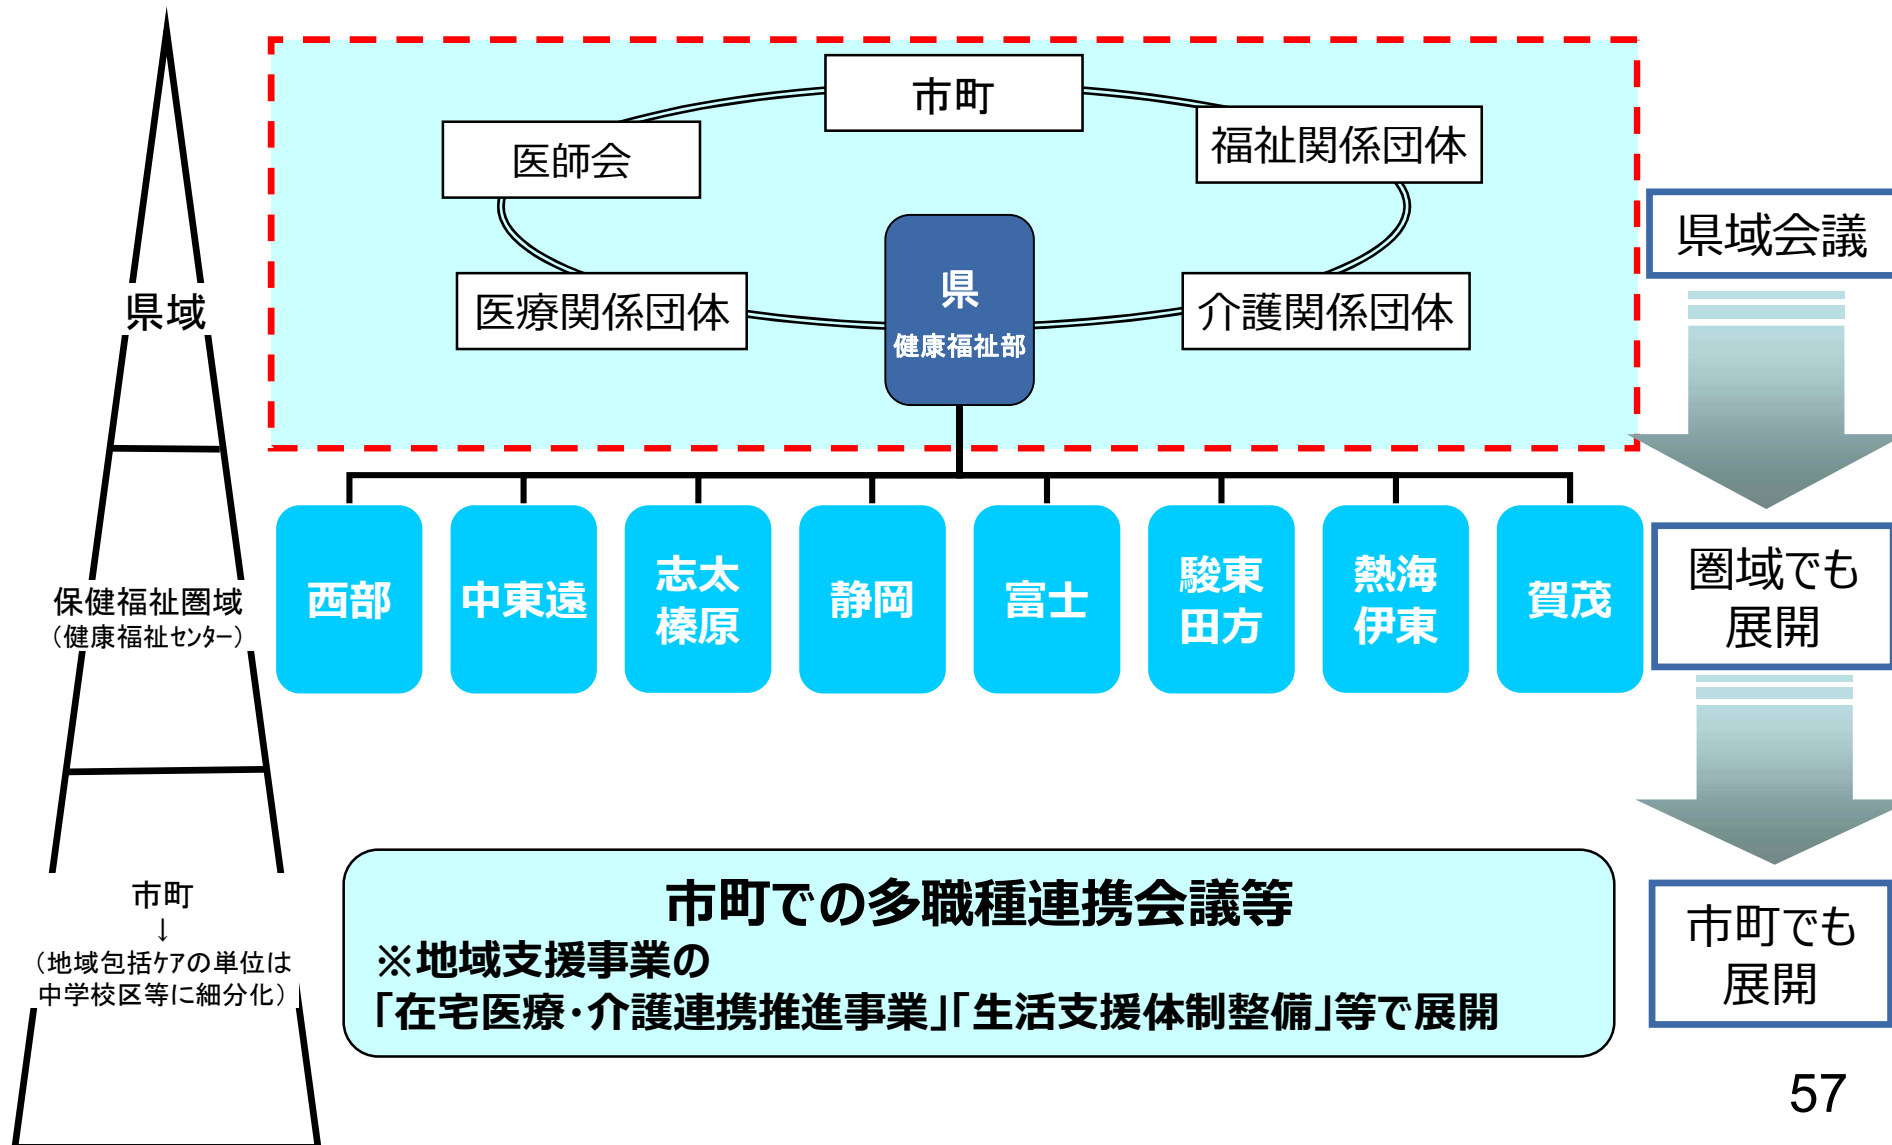 市町
医師会
福祉関係団体
県域会議
県
健康福祉部
医療関係団体
介護関係団体
県域
西部
中東遠
志太
榛原
静岡
富士
駿東
田方
熱海
伊東
賀茂
圏域でも
展開
保健福祉圏域
（健康福祉ｾﾝﾀｰ）
市町
↓
（地域包括ｹｱの単位は
中学校区等に細分化）
市町での多職種連携会議等
※地域支援事業の
「在宅医療・介護連携推進事業」「生活支援体制整備」等で展開
市町でも
展開
57